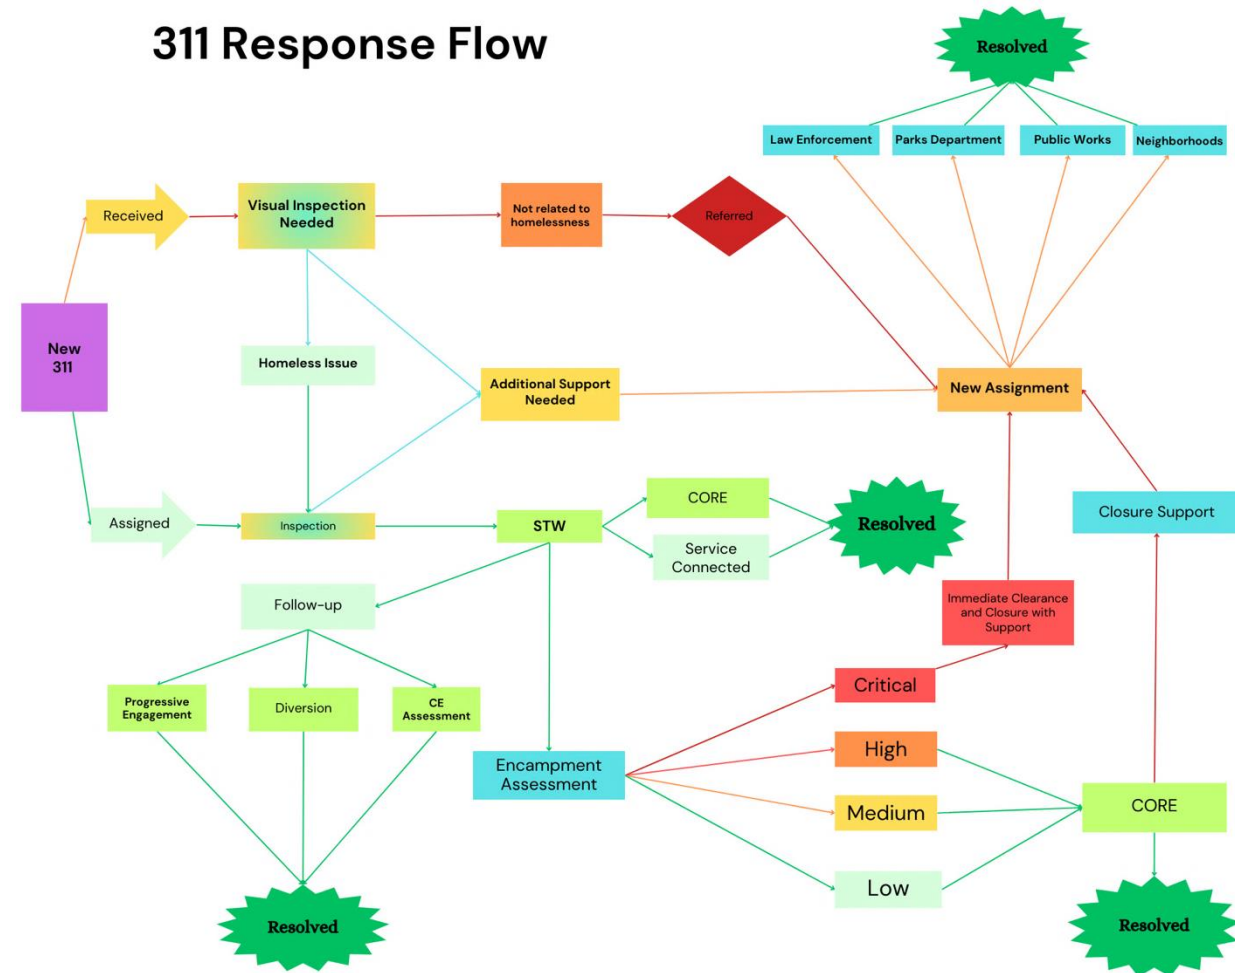 311 Response Flow
Resolved
Law Enforcement
Parks Department
Public Works
Neighborhoods
Received
Visual Inspection
Needed
Not related to
homelessness
Referred
New
311
Homeless Issue
Additional Support
Needed
New Assignment
Assigned
Inspection
STW
CORE
Service
Connected
Resolved
Closure Support
Follow-up
Immediate Clearance
and Closure with
Support
Progressive
Engagement
Diversion
CE
Assessment
Critical
Encampment
Assessment
High
Medium
Low
CORE
Resolved
Resolved